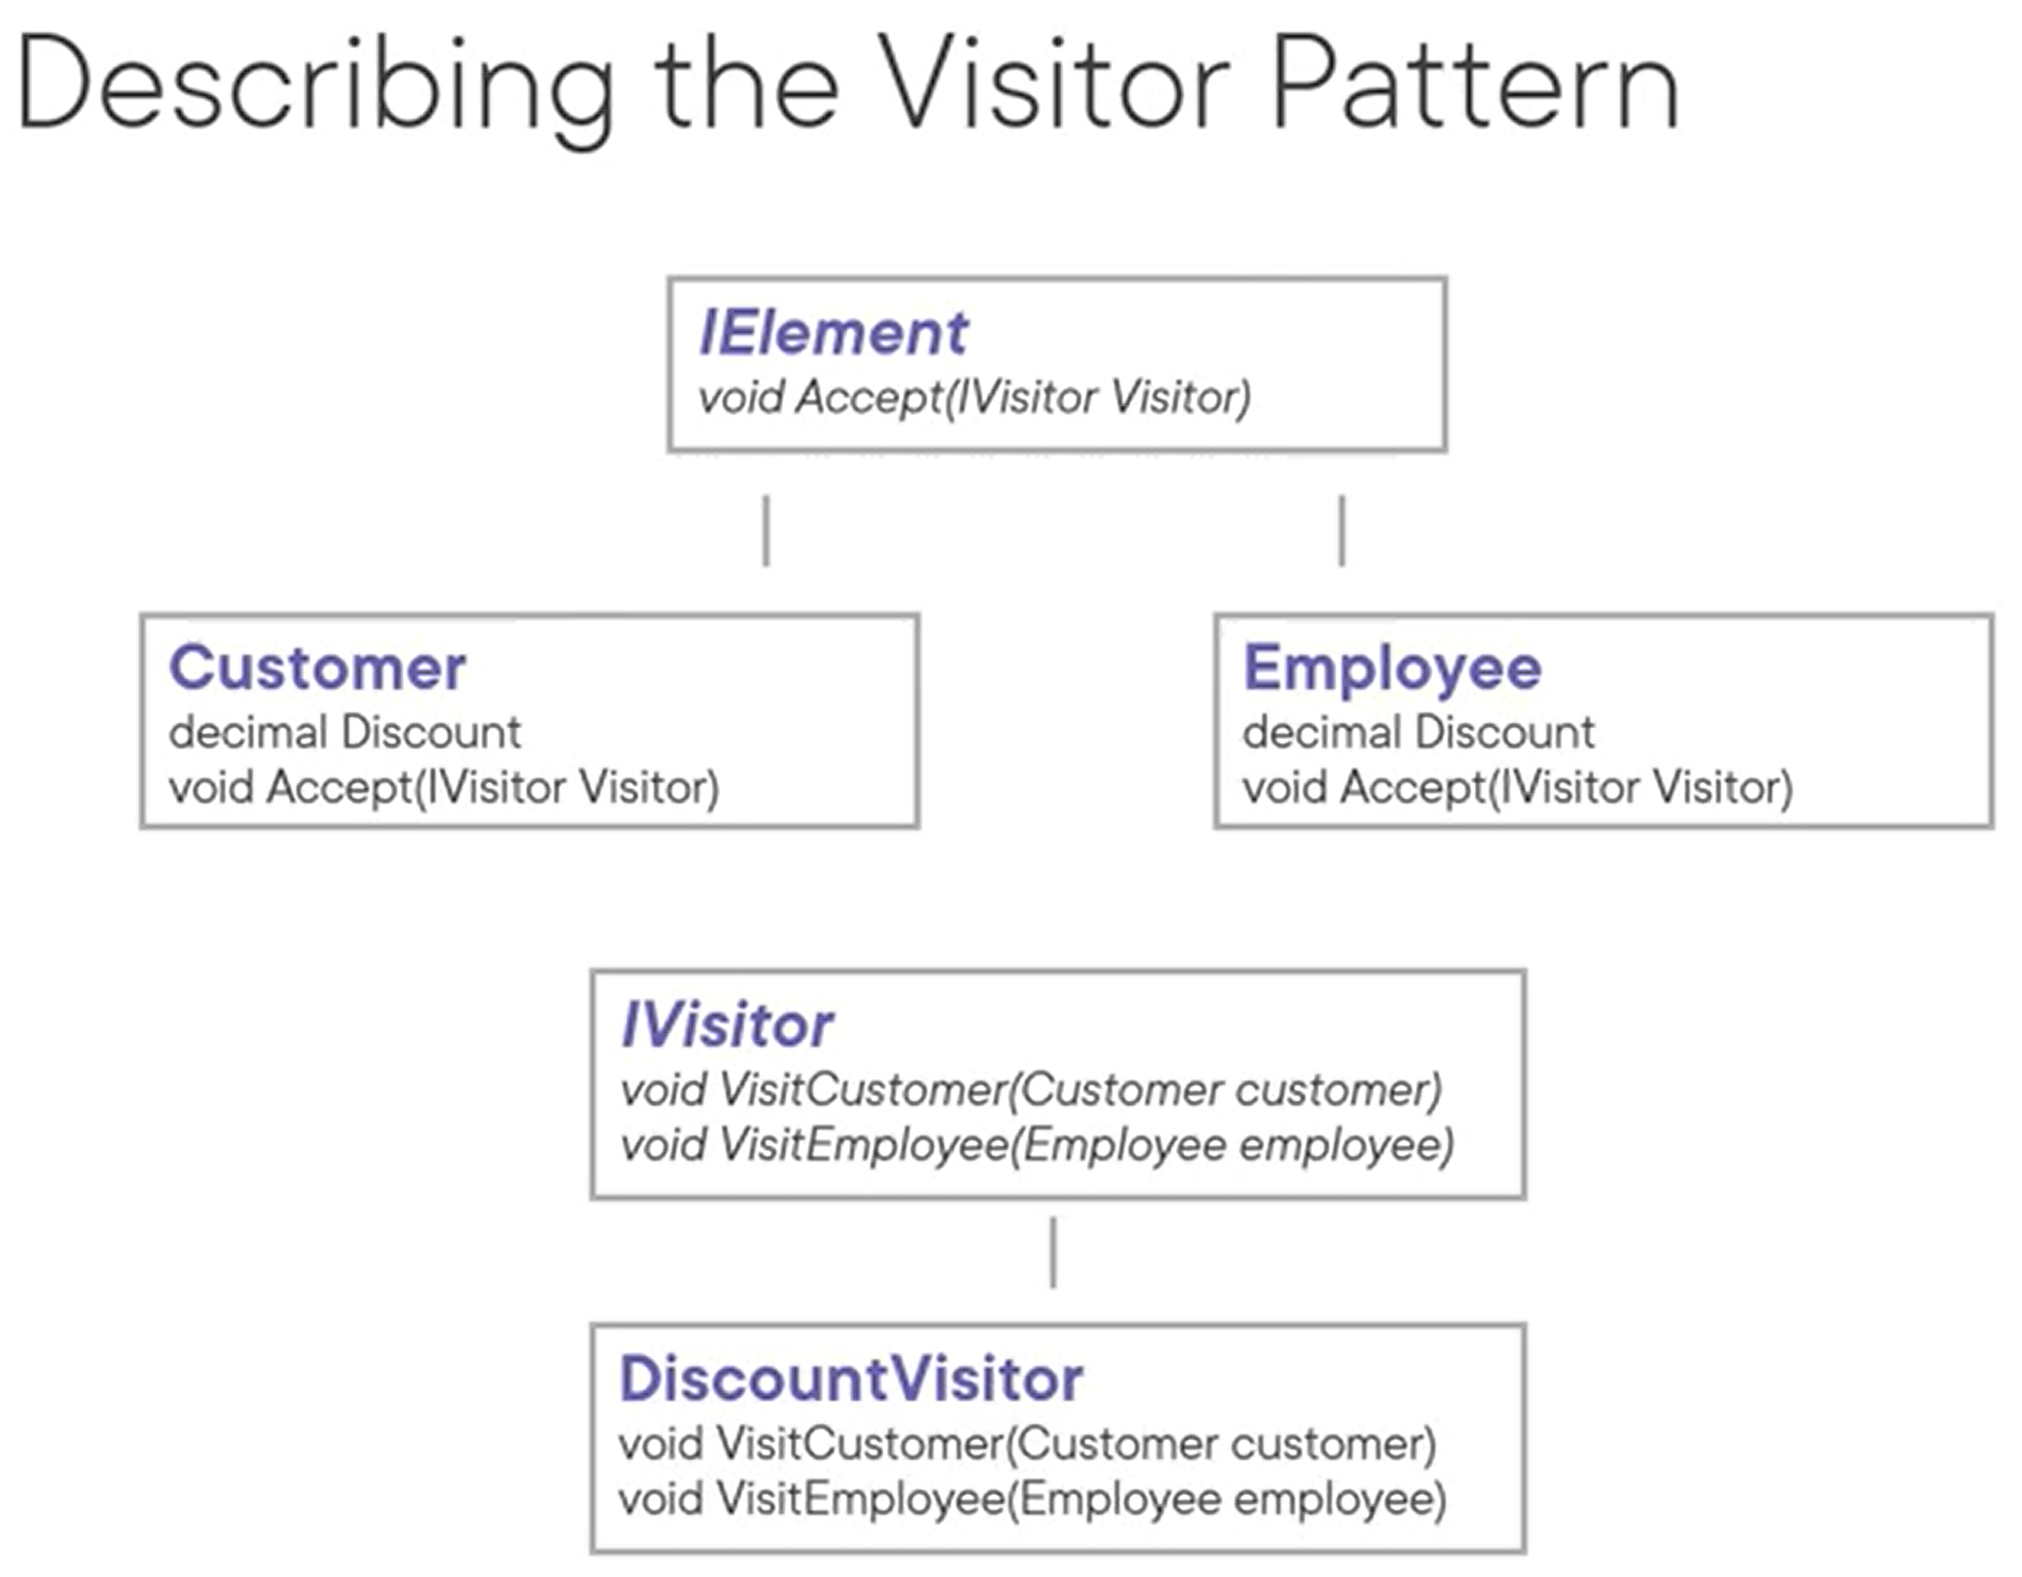 Describing the Visitor Pattern
IElement
void Accept(IVisitor Visitor)
Customer
decimal Discount
void Accept(IVisitor Visitor)
Employee
decimal Discount
void Accept(IVisitor Visitor)
IVisitor
void VisitCustomer(Customer customer)
void VisitEmployee(Employee employee)
DiscountVisitor
void VisitCustomer(Customer customer)
void VisitEmployee(Employee employee)